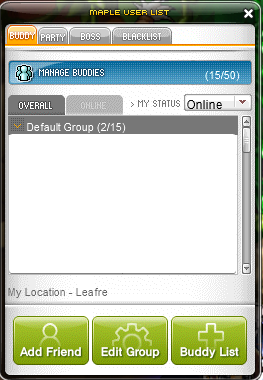 MAPLE USER LIST
BUDDY PARTY BOSS BLACKLIST
MANAGE BUDDIES (15/50)
OVERALL ONLINE > MY STATUS Online
Default Group (2/15)
My Location - Leafre
Add Friend Edit Group Buddy List